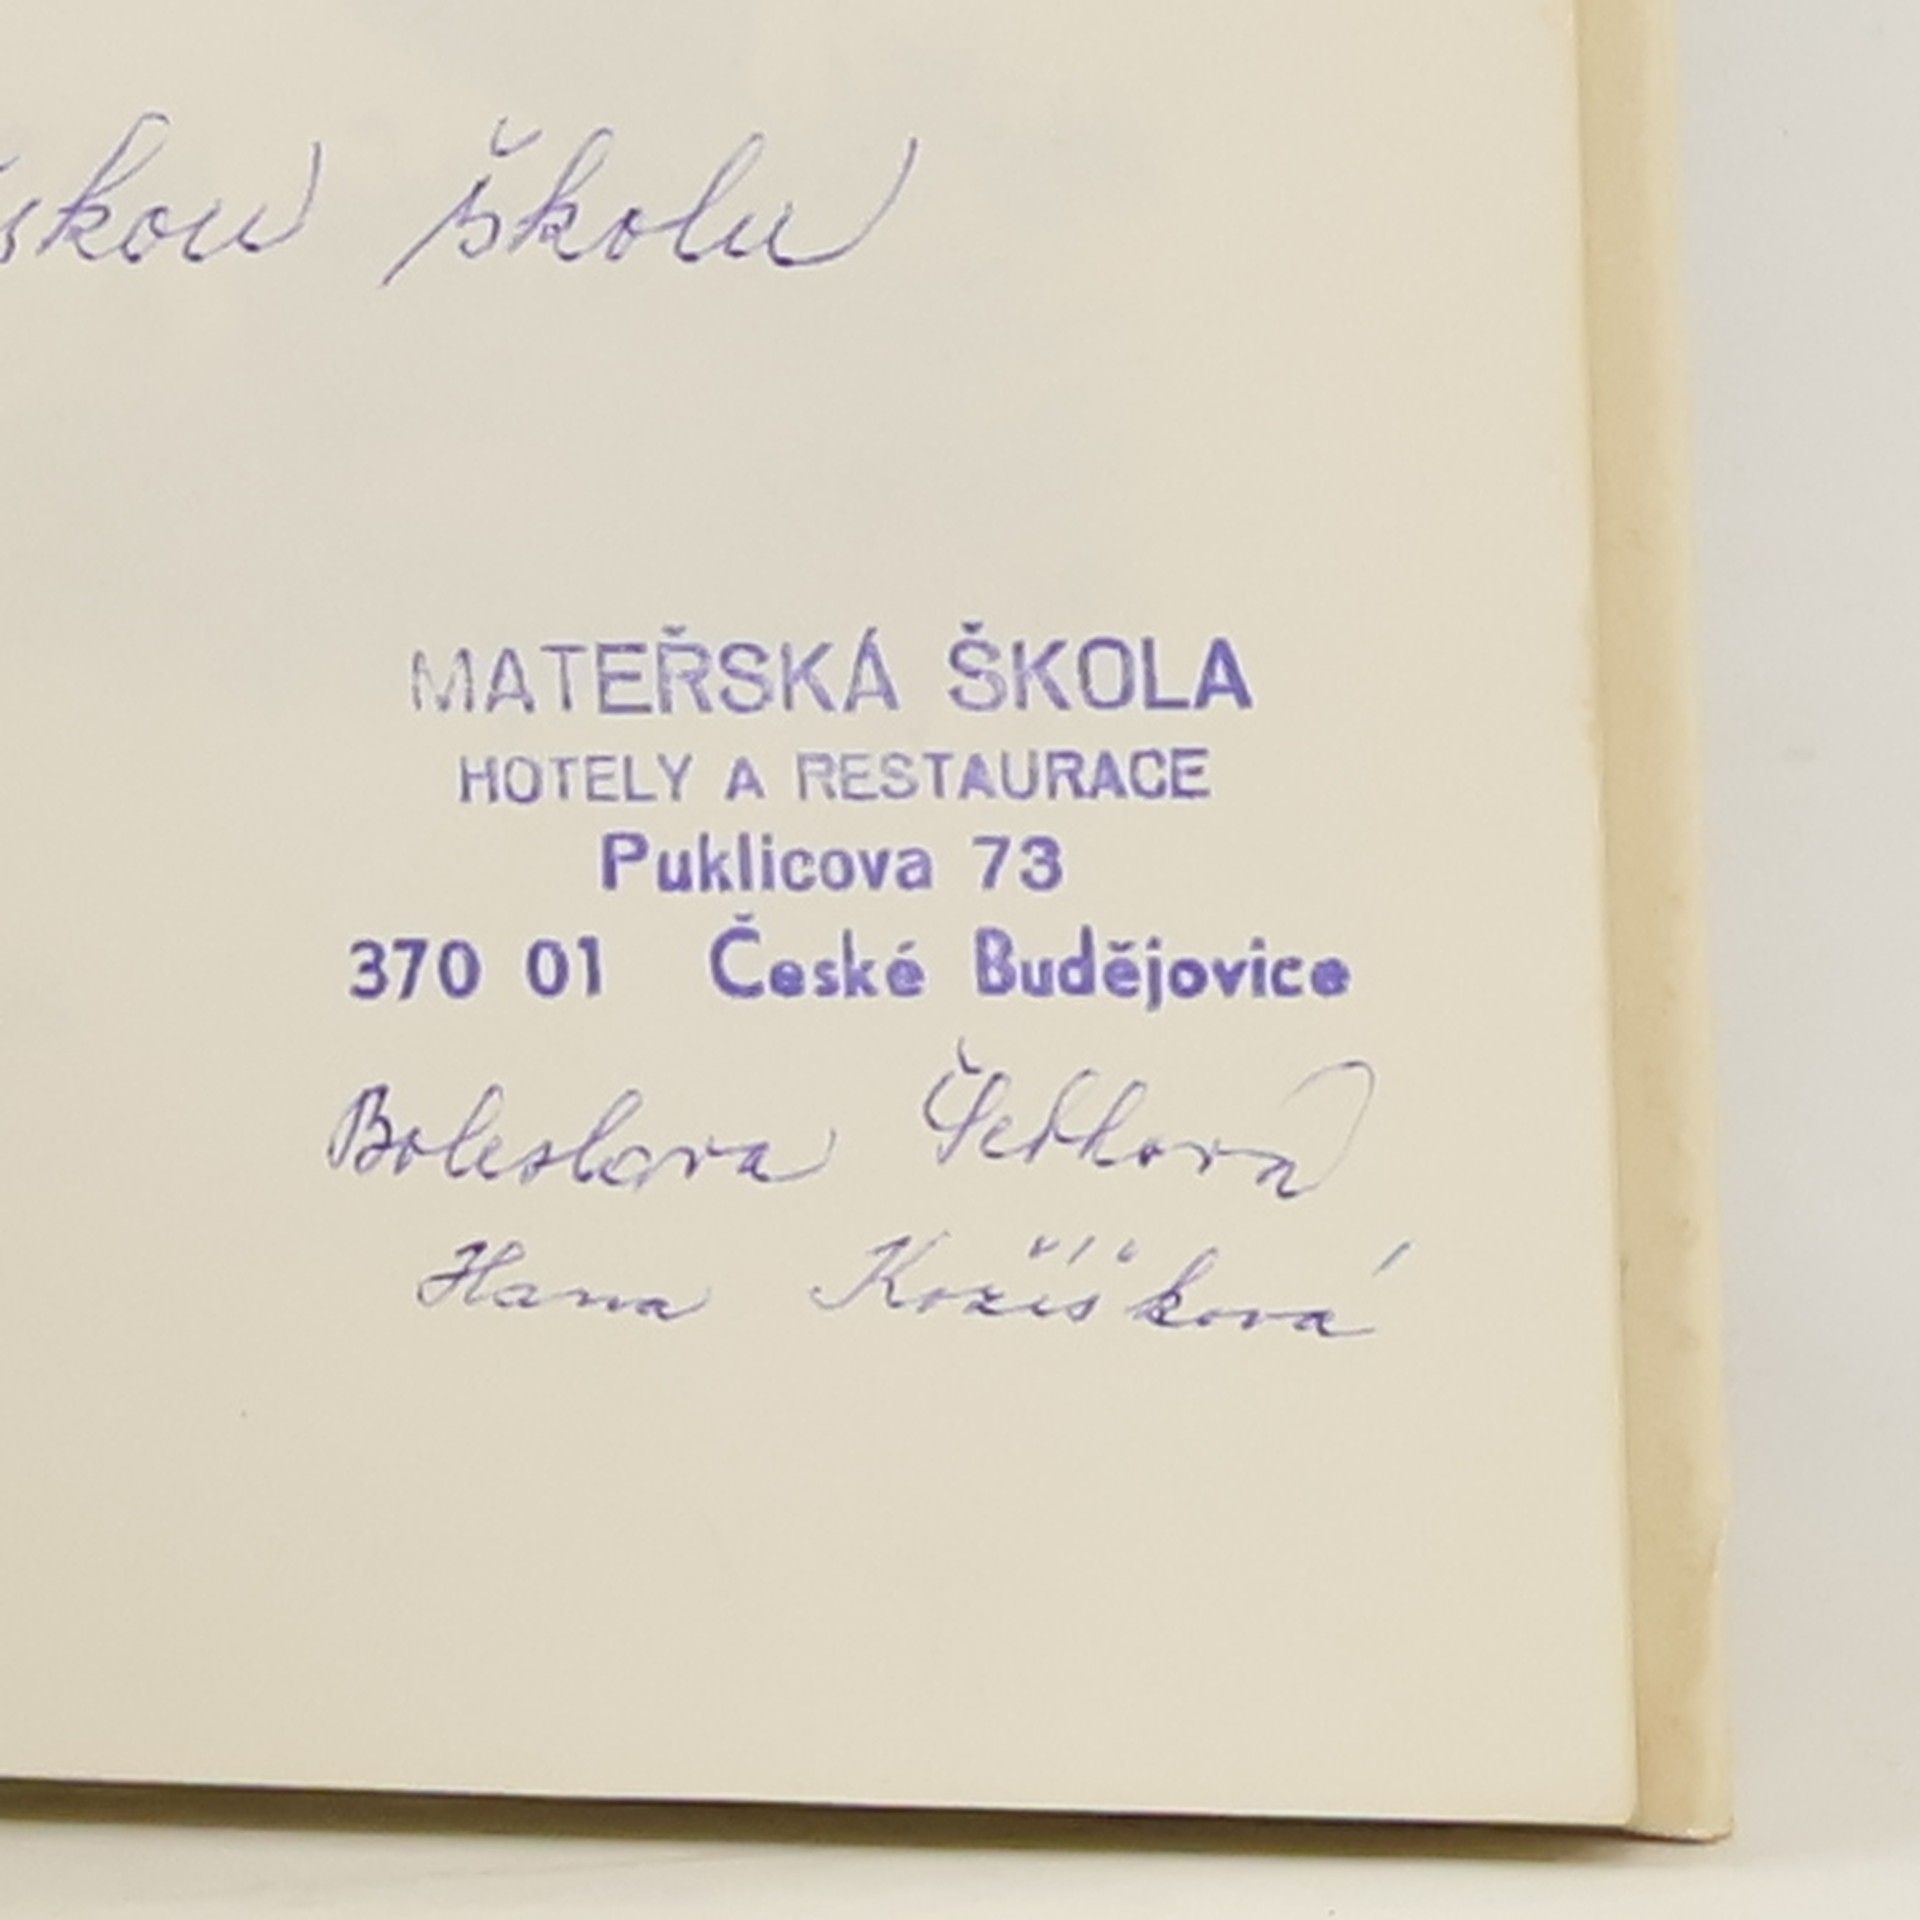 školu
MATEŘSKÁ ŠKOLA
HOTELY A RESTAURACE
Puklicova 73
370 01 České Budějovice
Boleslava
Hana Kožíšková